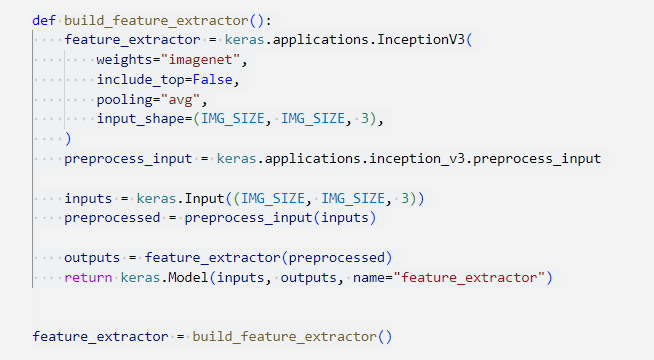 def build_feature_extractor():
    feature_extractor = keras.applications.InceptionV3(
        weights="imagenet",
        include_top=False,
        pooling="avg",
        input_shape=(IMG_SIZE, IMG_SIZE, 3),
    )
    preprocess_input = keras.applications.inception_v3.preprocess_input

    inputs = keras.Input((IMG_SIZE, IMG_SIZE, 3))
    preprocessed = preprocess_input(inputs)

    outputs = feature_extractor(preprocessed)
    return keras.Model(inputs, outputs, name="feature_extractor")


feature_extractor = build_feature_extractor()